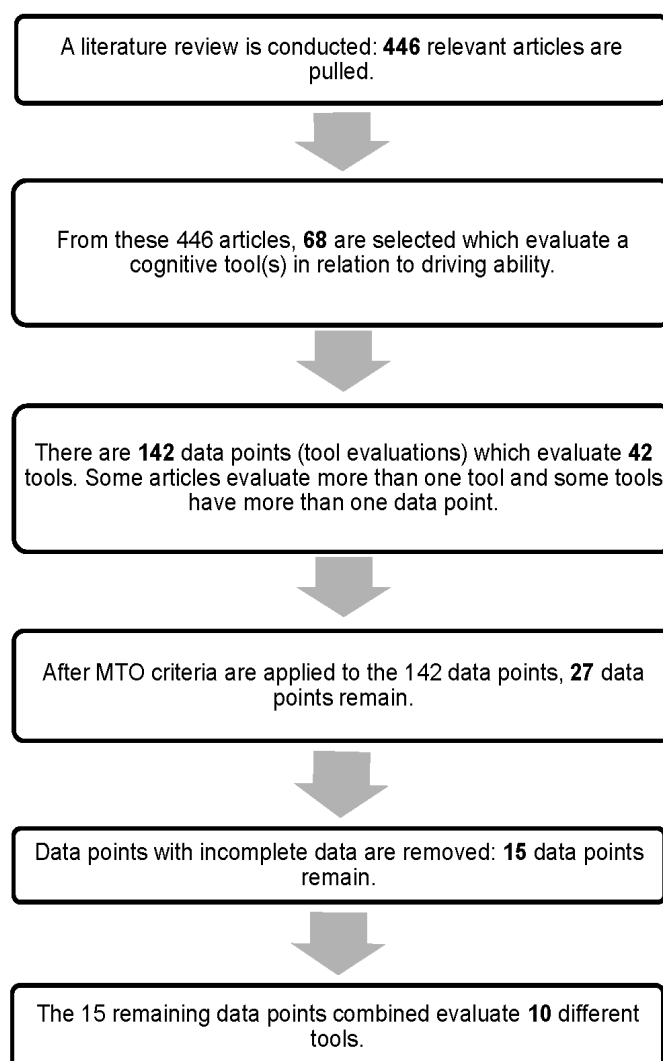 A literature review is conducted: 446 relevant articles are
pulled.
From these 446 articles, 68 are selected which evaluate a
cognitive tool(s) in relation to driving ability.
There are 142 data points (tool evaluations) which evaluate 42
tools. Some articles evaluate more than one tool and some tools
have more than one data point.
After MTO criteria are applied to the 142 data points, 27 data
points remain.
Data points with incomplete data are removed: 15 data points
remain.
The 15 remaining data points combined evaluate 10 different
tools.